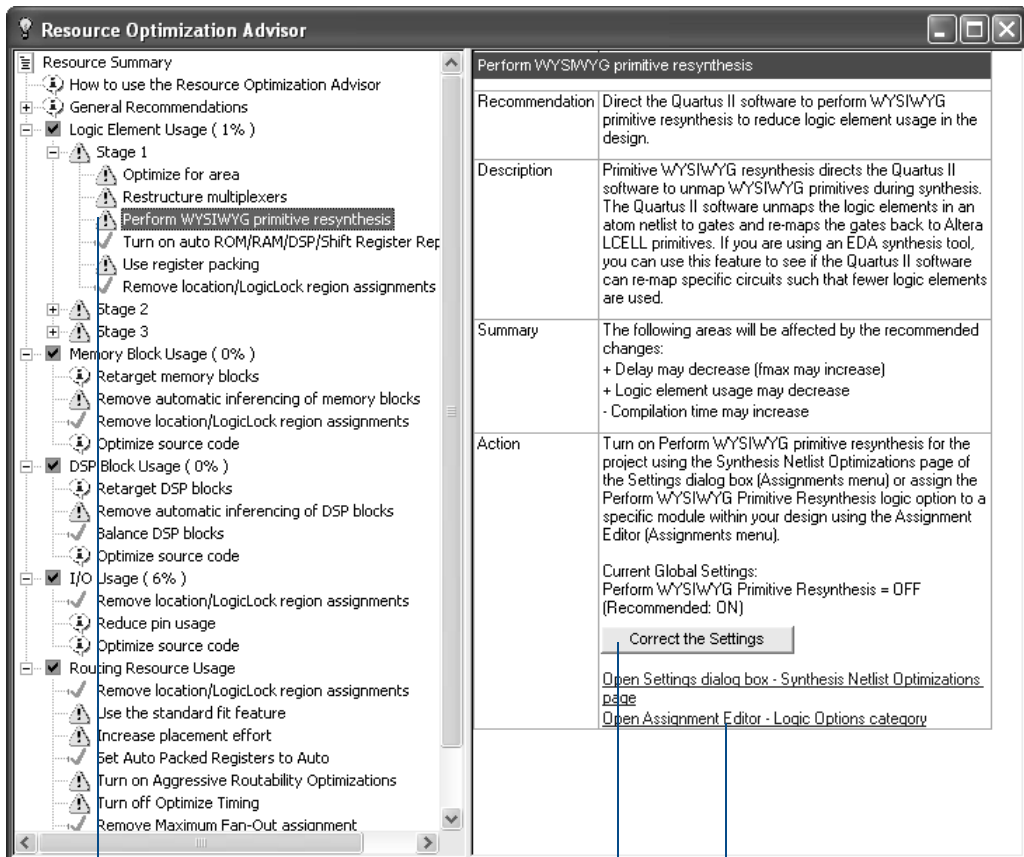 Resource Optimization Advisor
Resource Summary
How to use the Resource Optimization Advisor
General Recommendations
Logic Element Usage ( 1% )
Stage 1
Optimize for area
Restructure multiplexers
Perform WYSIWYG primitive resynthesis
Turn on auto ROM/RAM/DSP/Shift Register Rep
Use register packing
Remove location/LogicLock region assignments
Stage 2
Stage 3
Memory Block Usage ( 0% )
Retarget memory blocks
Remove automatic inferencing of memory blocks
Remove location/LogicLock region assignments
Optimize source code
DSP Block Usage ( 0% )
Retarget DSP blocks
Remove automatic inferencing of DSP blocks
Balance DSP blocks
Optimize source code
I/O Usage ( 6% )
Remove location/LogicLock region assignments
Reduce pin usage
Optimize source code
Routing Resource Usage
Remove location/LogicLock region assignments
Use the standard fit feature
Increase placement effort
Set Auto Packed Registers to Auto
Turn on Aggressive Routability Optimizations
Turn off Optimize Timing
Remove Maximum Fan-Out assignment
Perform WYSIWYG primitive resynthesis
Recommendation
Direct the Quartus II software to perform WYSIWYG
primitive resynthesis to reduce logic element usage in the
design.
Description
Primitive WYSIWYG resynthesis directs the Quartus II
software to unmap WYSIWYG primitives during synthesis.
The Quartus II software unmaps the logic elements in an
atom netlist to gates and re-maps the gates back to Altera
LCELL primitives. If you are using an EDA synthesis tool,
you can use this feature to see if the Quartus II software
can re-map specific circuits such that fewer logic elements
are used.
Summary
The following areas will be affected by the recommended
changes:
+ Delay may decrease (fmax may increase)
+ Logic element usage may decrease
- Compilation time may increase
Action
Turn on Perform WYSIWYG primitive resynthesis for the
project using the Synthesis Netlist Optimizations page of
the Settings dialog box (Assignments menu) or assign the
Perform WYSIWYG Primitive Resynthesis logic option to a
specific module within your design using the Assignment
Editor (Assignments menu).
Current Global Settings:
Perform WYSIWYG Primitive Resynthesis = OFF
(Recommended: ON)
Correct the Settings
Open Settings dialog box - Synthesis Netlist Optimizations
page
Open Assignment Editor - Logic Options category